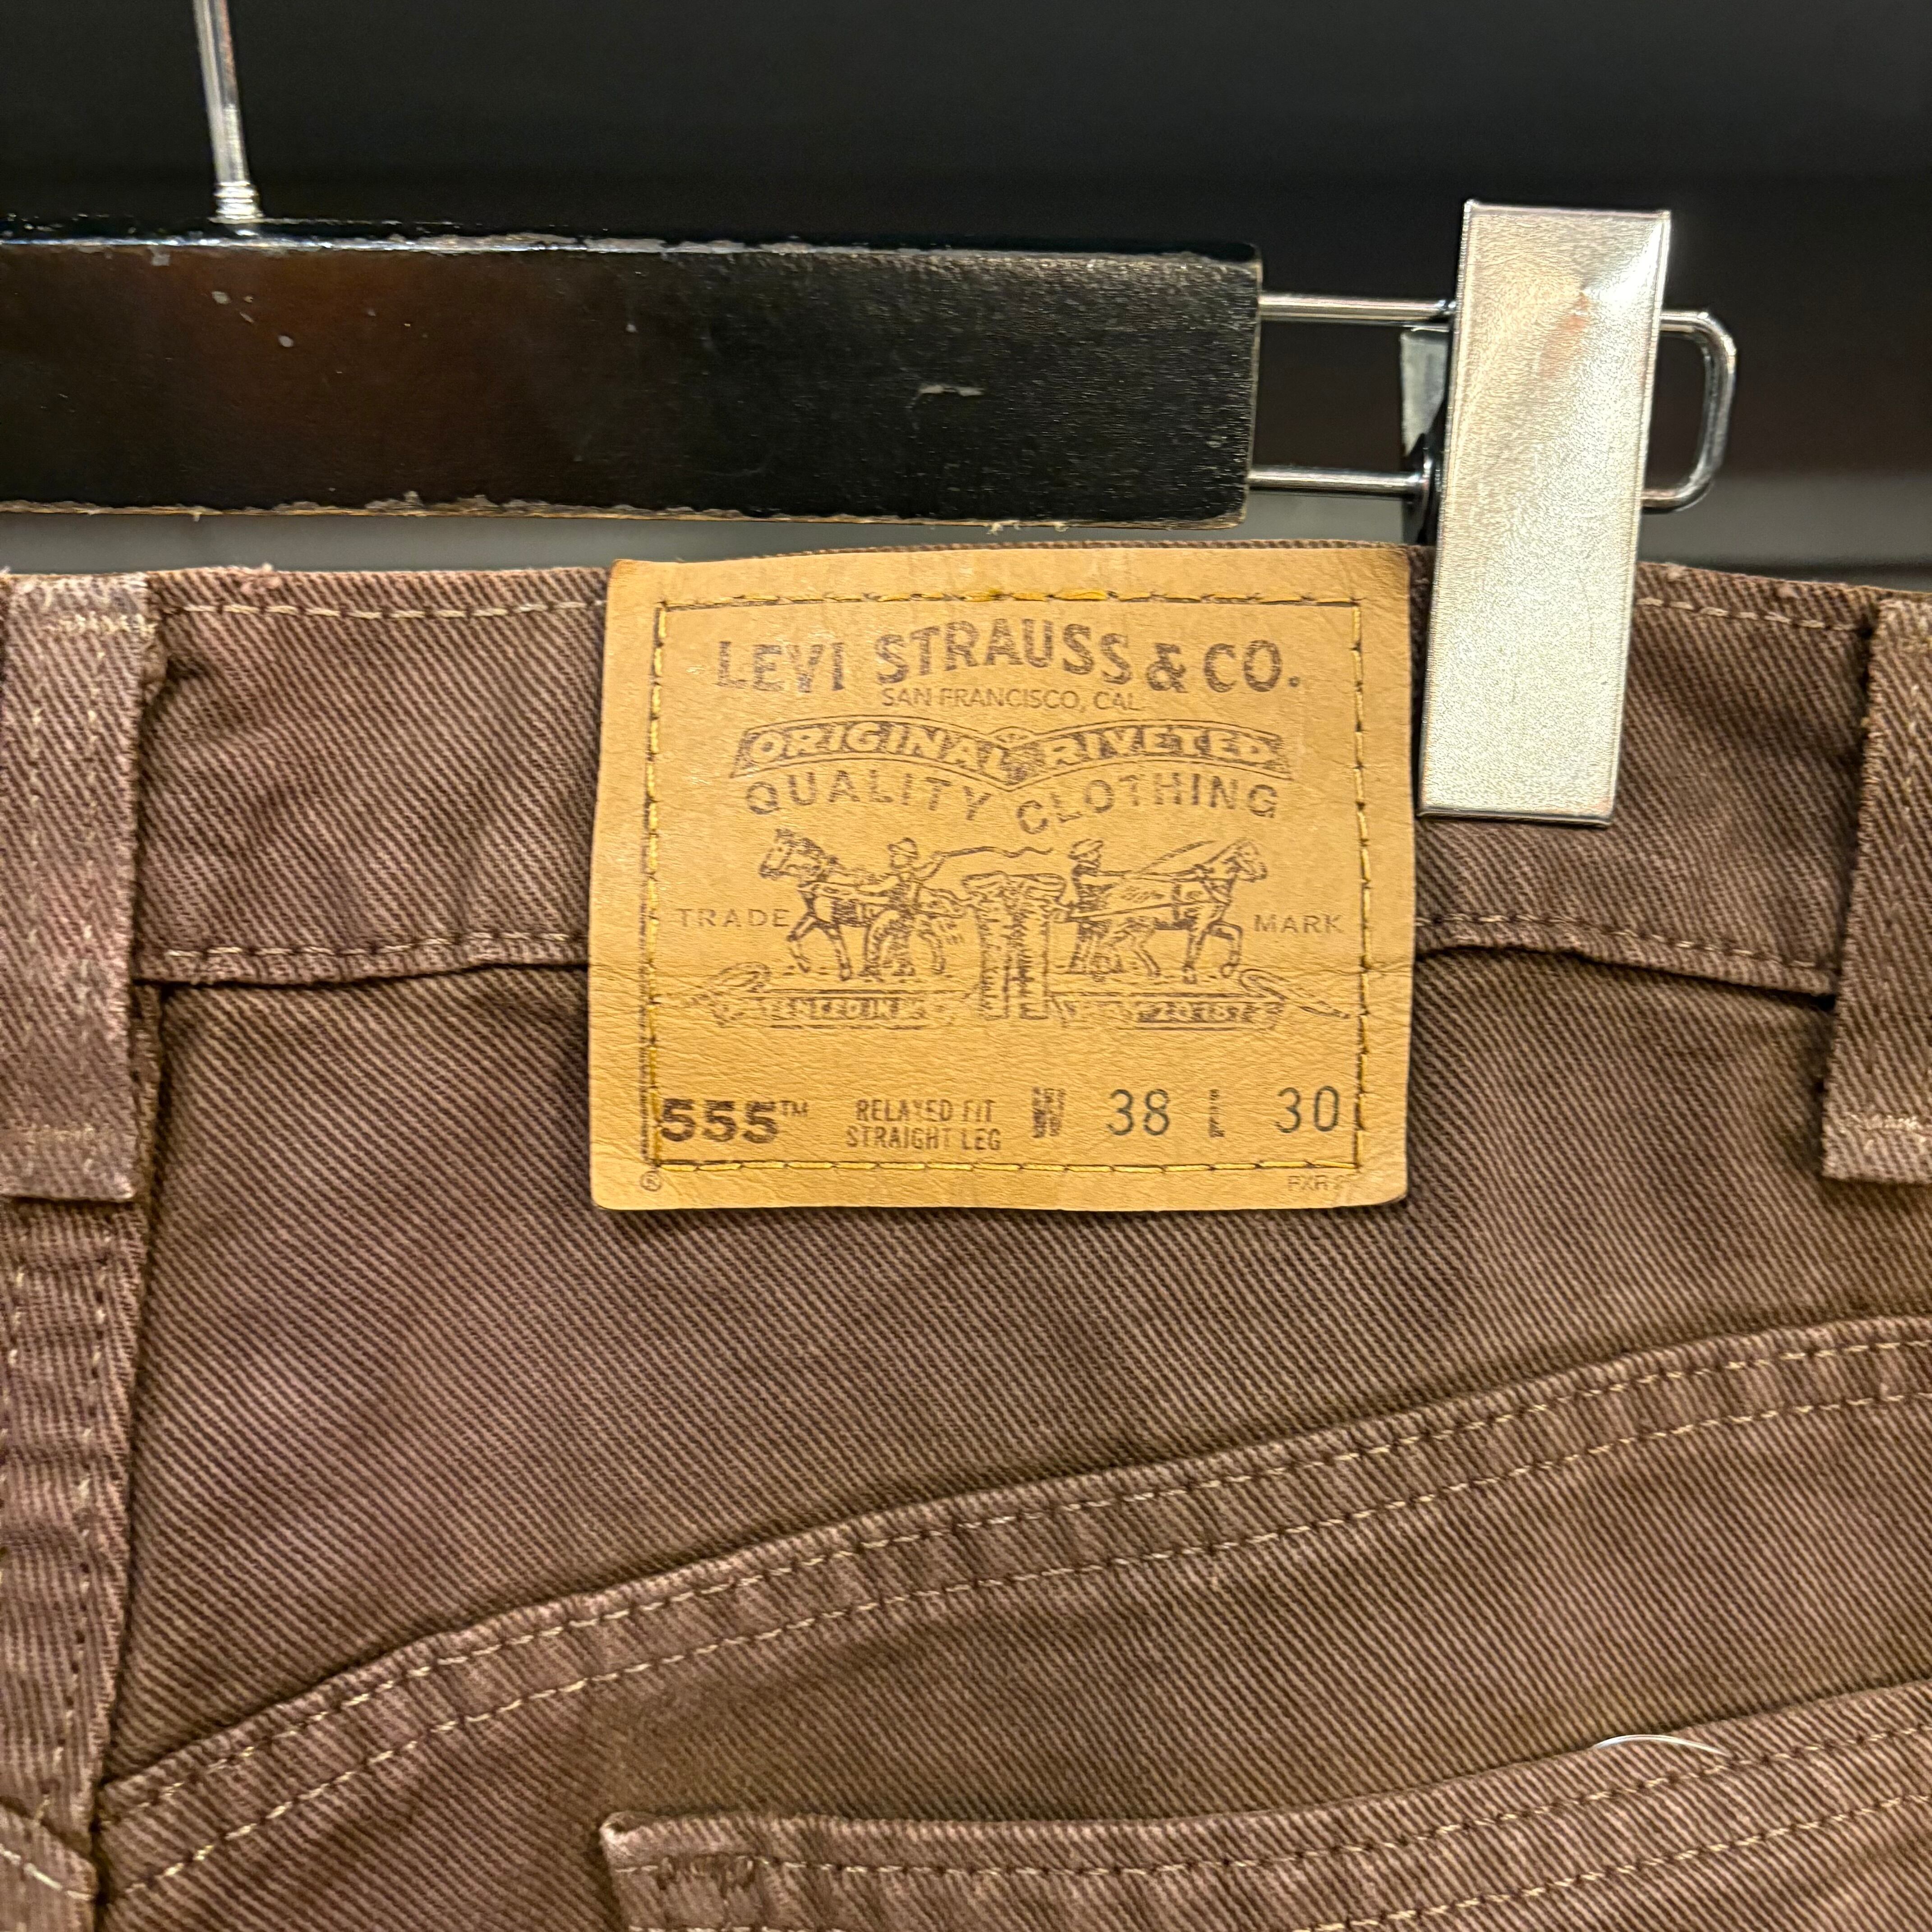 LEVI STRAUSS & CO.
SAN FRANCISCO, CAL.
ORIGINAL RIVETED
QUALITY CLOTHING
TRADE MARK
555™ RELAXED FIT W 38 L 30
STRAIGHT LEG
®